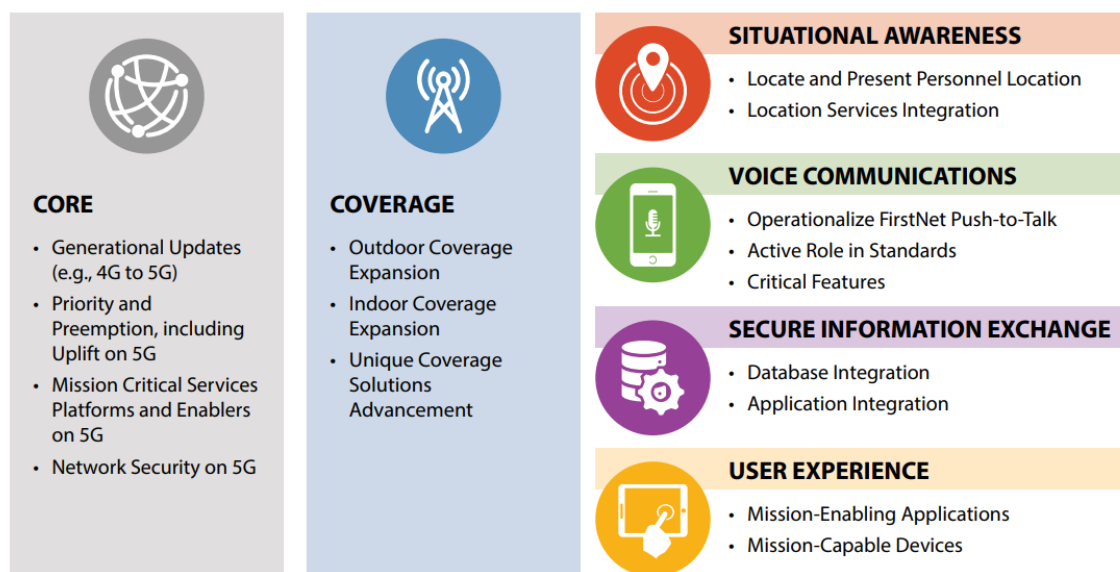 CORE
• Generational Updates
(e.g., 4G to 5G)
• Priority and
Preemption, including
Uplift on 5G
• Mission Critical Services
Platforms and Enablers
on 5G
• Network Security on 5G
COVERAGE
• Outdoor Coverage
Expansion
• Indoor Coverage
Expansion
• Unique Coverage
Solutions
Advancement
SITUATIONAL AWARENESS
• Locate and Present Personnel Location
• Location Services Integration
VOICE COMMUNICATIONS
• Operationalize FirstNet Push-to-Talk
• Active Role in Standards
• Critical Features
SECURE INFORMATION EXCHANGE
• Database Integration
• Application Integration
USER EXPERIENCE
• Mission-Enabling Applications
• Mission-Capable Devices